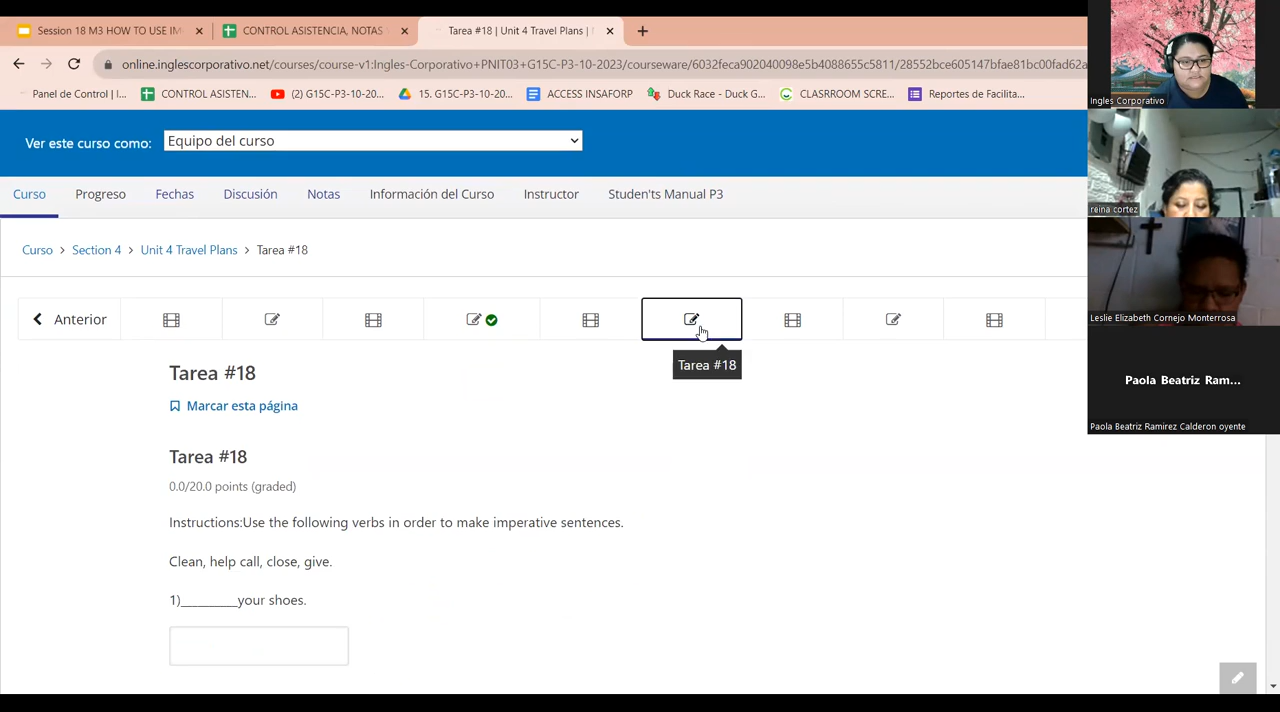 Session 18 M3 HOW TO USE IM
CONTROL ASISTENCIA, NOTAS
Tarea #18 | Unit 4 Travel Plans |
online.inglescorporativo.net/courses/course-v1:Ingles-Corporativo+PNIT03+G15C-P3-10-2023/courseware/6032feca902040098e5b4088655c5811/28552bce605147bfae81bc00fad62a
Panel de Control | I...
CONTROL ASISTEN...
(2) G15C-P3-10-20...
15. G15C-P3-10-20...
ACCESS INSAFORP
Duck Race - Duck G...
CLASRROOM SCRE...
Reportes de Facilita...
Ver este curso como:
Equipo del curso
Curso
Progreso
Fechas
Discusión
Notas
Información del Curso
Instructor
Studen'ts Manual P3
Curso > Section 4 > Unit 4 Travel Plans > Tarea #18
Anterior
Tarea #18
Tarea #18
Marcar esta página
Tarea #18
0.0/20.0 points (graded)
Instructions:Use the following verbs in order to make imperative sentences.
Clean, help call, close, give.
1)_________your shoes.
Ingles Corporativo
reina cortez
Leslie Elizabeth Cornejo Monterrosa
Paola Beatriz Ram...
Paola Beatriz Ramirez Calderon oyente